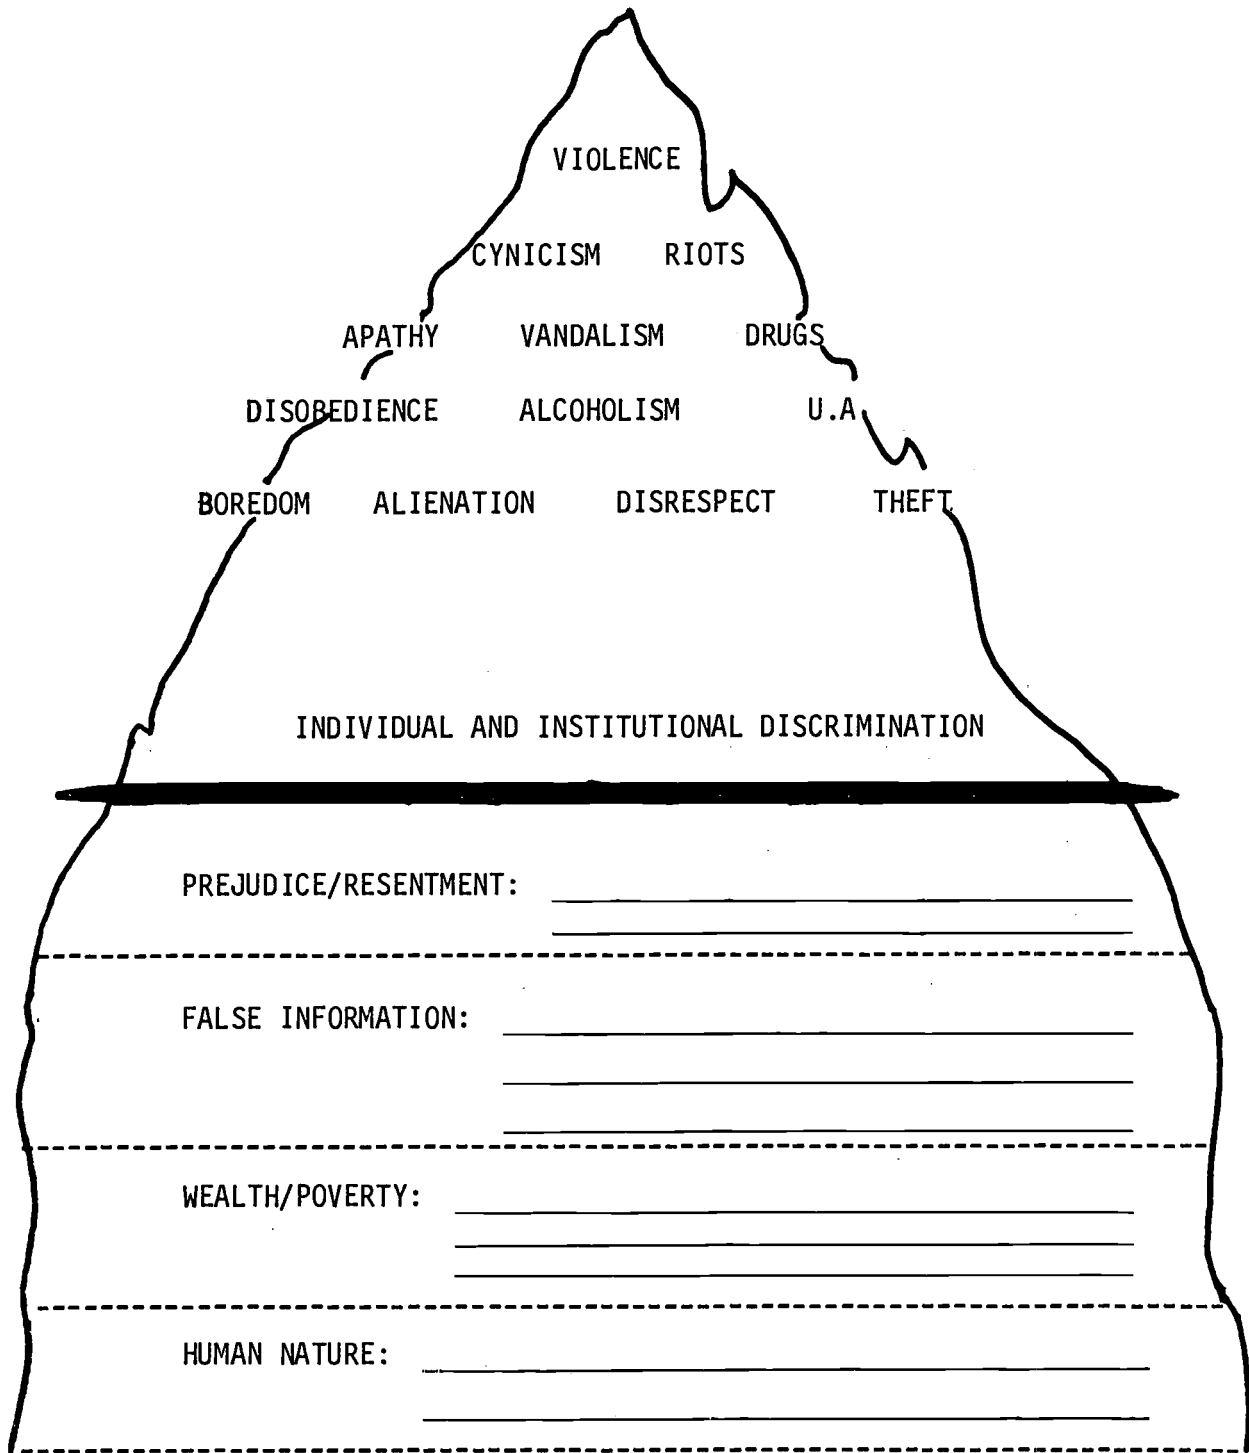 VIOLENCE
CYNICISM RIOTS
APATHY VANDALISM DRUGS
DISOBEDIENCE ALCOHOLISM U.A.
BOREDOM ALIENATION DISRESPECT THEFT
INDIVIDUAL AND INSTITUTIONAL DISCRIMINATION
PREJUDICE/RESENTMENT:
FALSE INFORMATION:
WEALTH/POVERTY:
HUMAN NATURE: